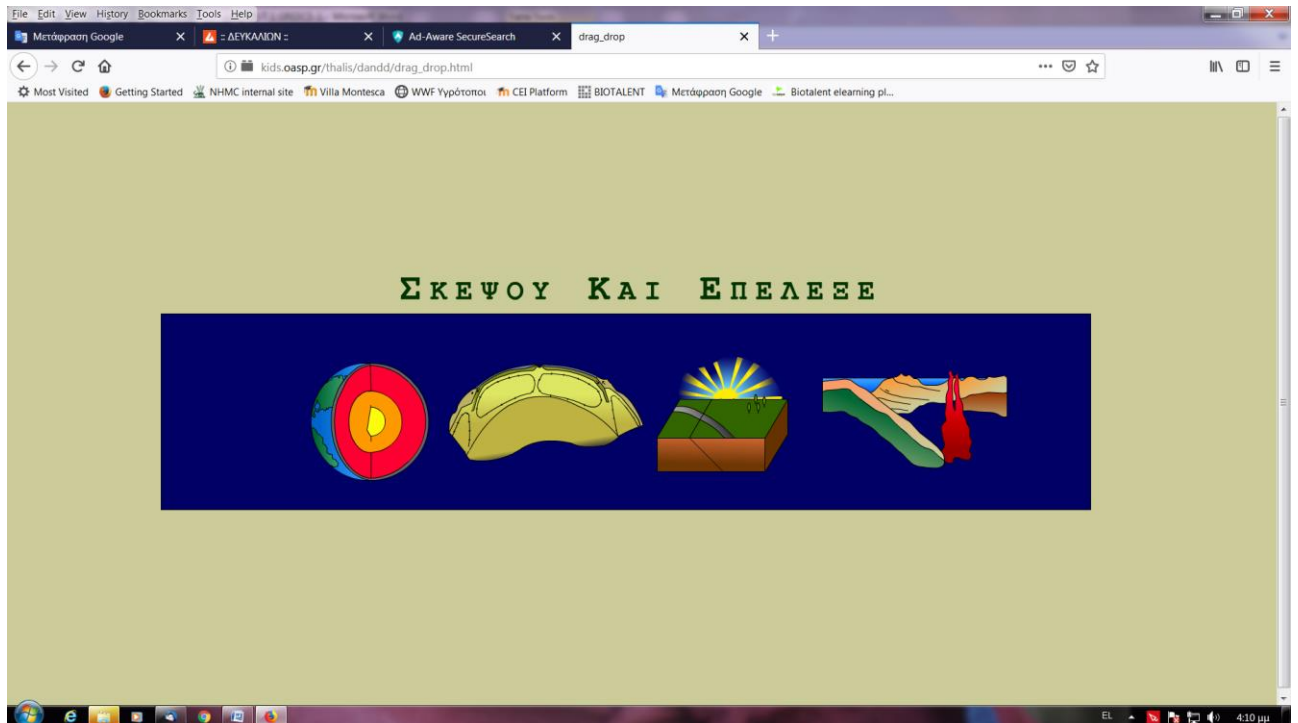 File Edit View History Bookmarks Tools Help
Μετάφραση Google
:: ΔΕΥΚΑΛΙΩΝ ::
Ad-Aware SecureSearch
drag_drop
kids.oasp.gr/thalis/dandd/drag_drop.html
Most Visited Getting Started NHMC internal site Villa Montesca WWF Υγρότοποι CEI Platform BIOTALENT Μετάφραση Google Biotalent elearning pl...
ΣΚΕΨΟΥ ΚΑΙ ΕΠΕΛΕΞΕ
EL 4:10 μμ